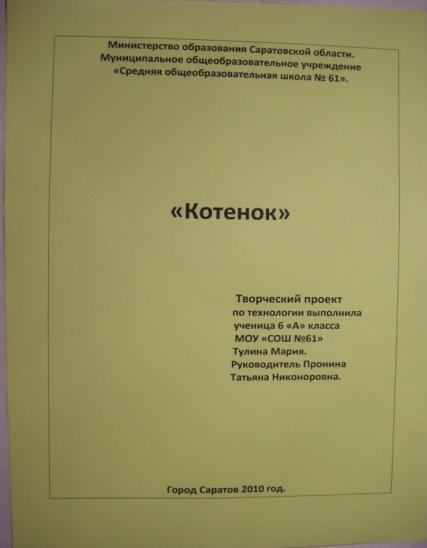 Министерство образования Саратовской области.
Муниципальное общеобразовательное учреждение
«Средняя общеобразовательная школа № 61».
«Котенок»
Творческий проект
по технологии выполнила
ученица 6 «А» класса
МОУ «СОШ №61»
Тулина Мария.
Руководитель Пронина
Татьяна Никоноровна.
Город Саратов 2010 год.